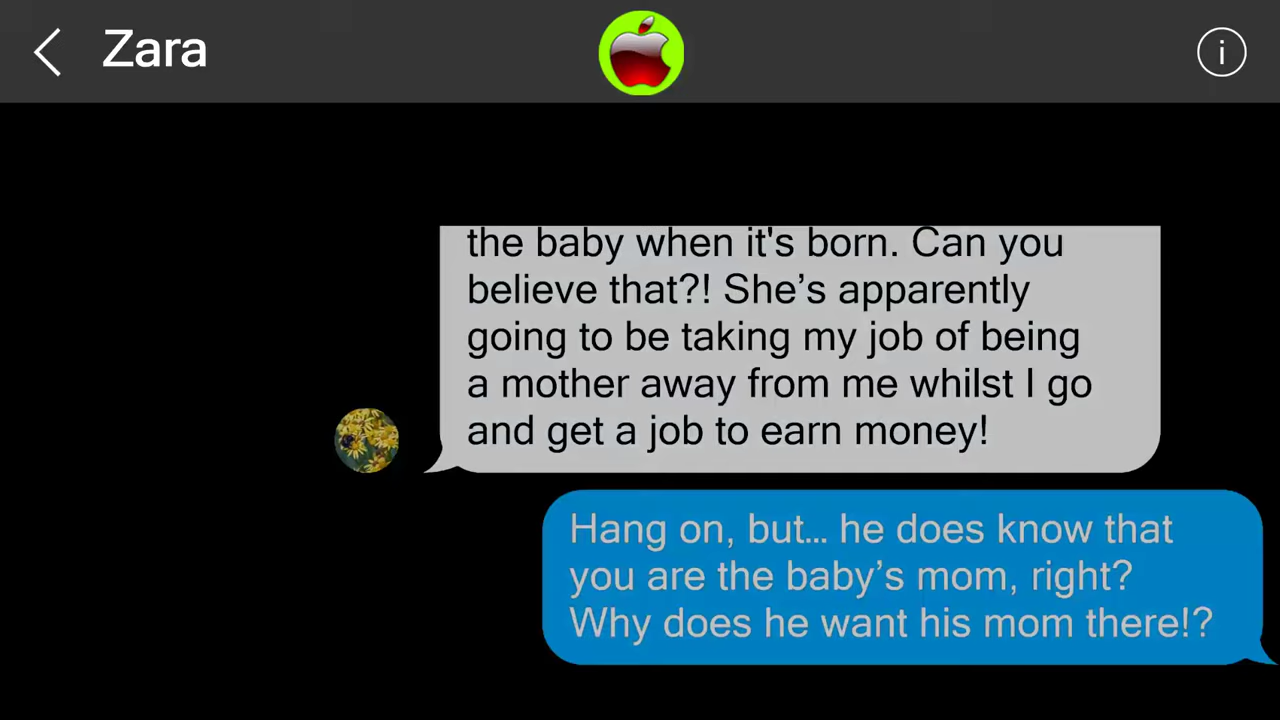 Zara
i
the baby when it's born. Can you
believe that?! She’s apparently
going to be taking my job of being
a mother away from me whilst I go
and get a job to earn money!
Hang on, but… he does know that
you are the baby’s mom, right?
Why does he want his mom there!?